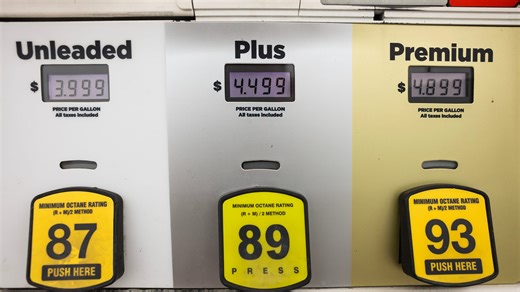 Unleaded
$ 3.999
PRICE PER GALLON
All taxes included
MINIMUM OCTANE RATING
(R + M)/2 METHOD
87
PUSH HERE
Plus
$ 4.499
PRICE PER GALLON
All taxes included
MINIMUM OCTANE RATING
(R + M) / 2 METHOD
89
PRESS
Premium
$ 4.899
PRICE PER GALLON
All taxes included
MINIMUM OCTANE RATING
(R + M)/2 METHOD
93
PUSH HERE